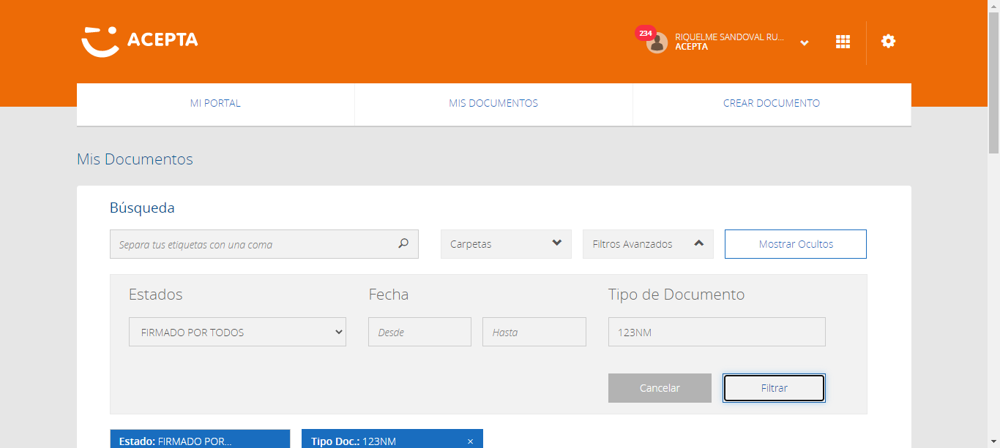 ACEPTA
234
RIQUELME SANDOVAL RU...
ACEPTA
MI PORTAL
MIS DOCUMENTOS
CREAR DOCUMENTO
Mis Documentos
Búsqueda
Separa tus etiquetas con una coma
Carpetas
Filtros Avanzados
Mostrar Ocultos
Estados
Fecha
Tipo de Documento
FIRMADO POR TODOS
Desde
Hasta
123NM
Cancelar
Filtrar
Estado: FIRMADO POR...
Tipo Doc.: 123NM ×